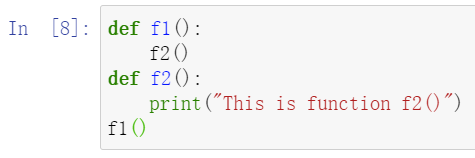 In [8]: def f1():
    f2()
def f2():
    print("This is function f2()")
f1()